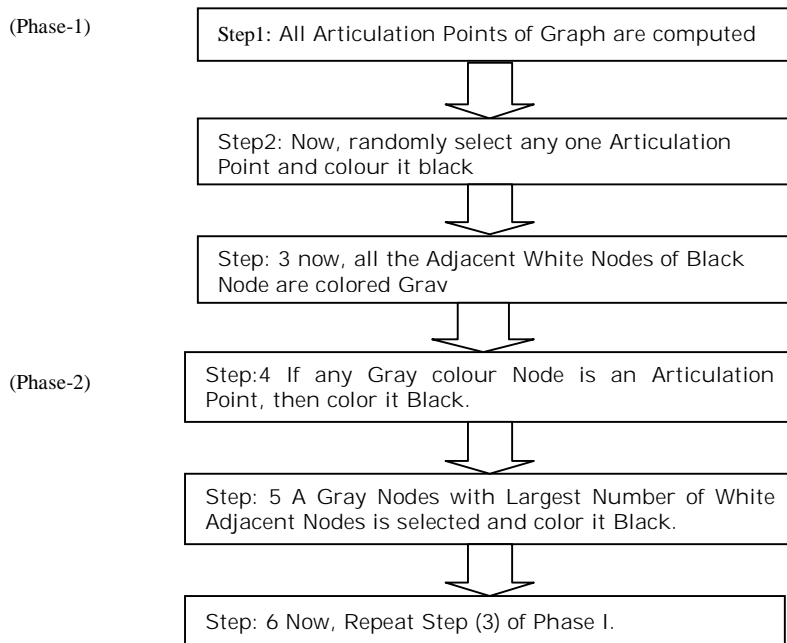 (Phase-1)
Step1: All Articulation Points of Graph are computed
Step2: Now, randomly select any one Articulation
Point and colour it black
Step: 3 now, all the Adjacent White Nodes of Black
Node are colored Gray
(Phase-2)
Step:4 If any Gray colour Node is an Articulation
Point, then color it Black.
Step: 5 A Gray Nodes with Largest Number of White
Adjacent Nodes is selected and color it Black.
Step: 6 Now, Repeat Step (3) of Phase I.